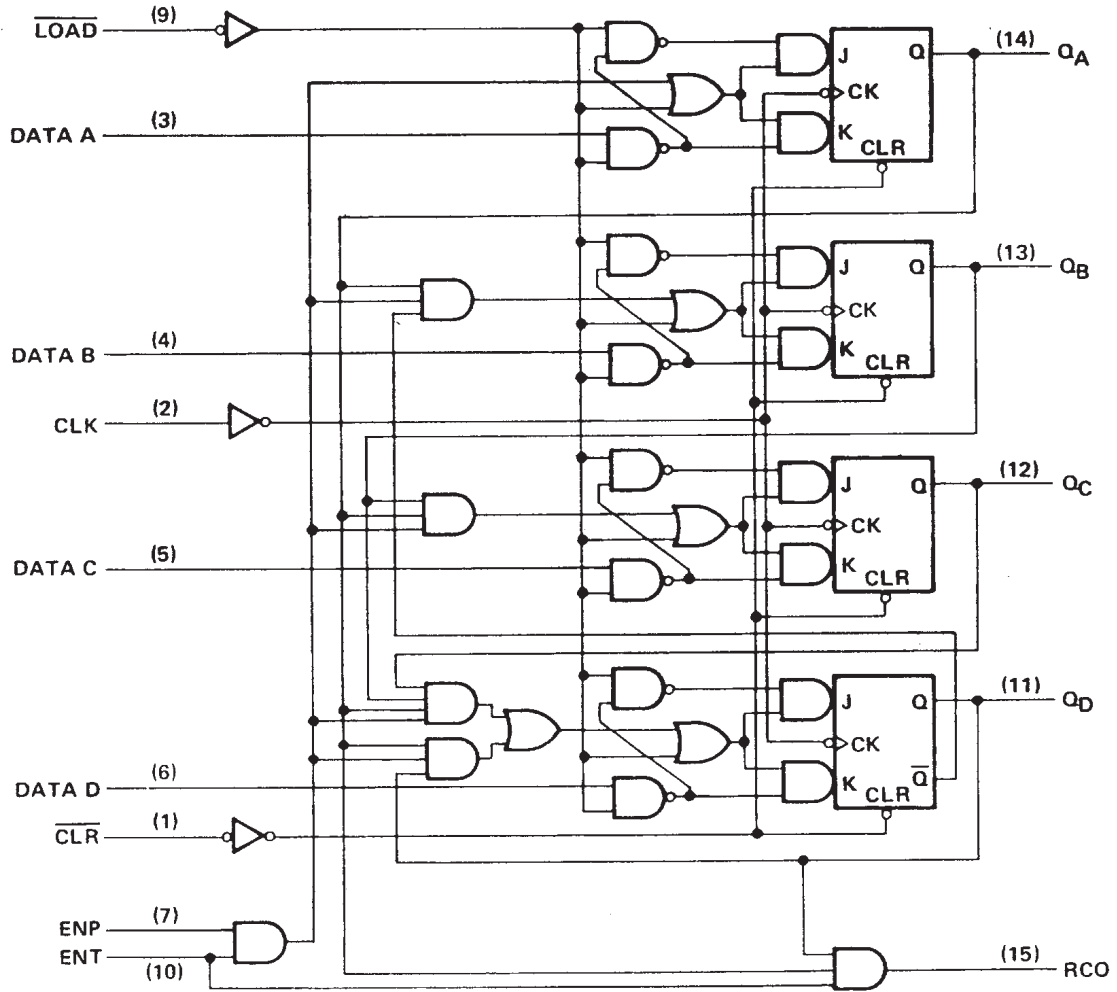 LOAD (9)
J Q (14) QA
CK
DATA A (3)
K
CLR
J Q (13) QB
CK
DATA B (4)
K
CLR
CLK (2)
J Q (12) QC
CK
DATA C (5)
K
CLR
J Q (11) QD
CK
DATA D (6)
K Q
CLR
CLR (1)
ENP (7)
ENT (10)
(15) RCO